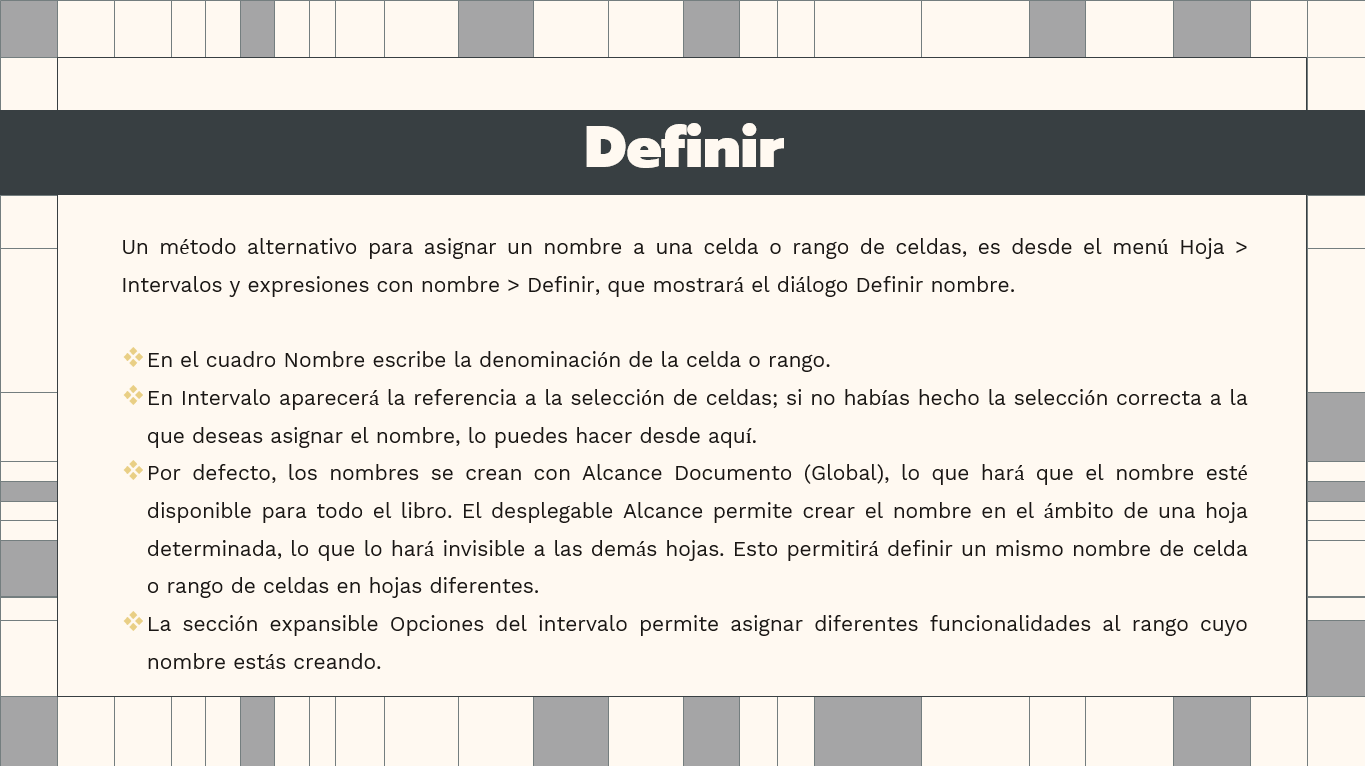 Definir
Un método alternativo para asignar un nombre a una celda o rango de celdas, es desde el menú Hoja >
Intervalos y expresiones con nombre > Definir, que mostrará el diálogo Definir nombre.
❖En el cuadro Nombre escribe la denominación de la celda o rango.
❖En Intervalo aparecerá la referencia a la selección de celdas; si no habías hecho la selección correcta a la
que deseas asignar el nombre, lo puedes hacer desde aquí.
❖Por defecto, los nombres se crean con Alcance Documento (Global), lo que hará que el nombre esté
disponible para todo el libro. El desplegable Alcance permite crear el nombre en el ámbito de una hoja
determinada, lo que lo hará invisible a las demás hojas. Esto permitirá definir un mismo nombre de celda
o rango de celdas en hojas diferentes.
❖La sección expansible Opciones del intervalo permite asignar diferentes funcionalidades al rango cuyo
nombre estás creando.